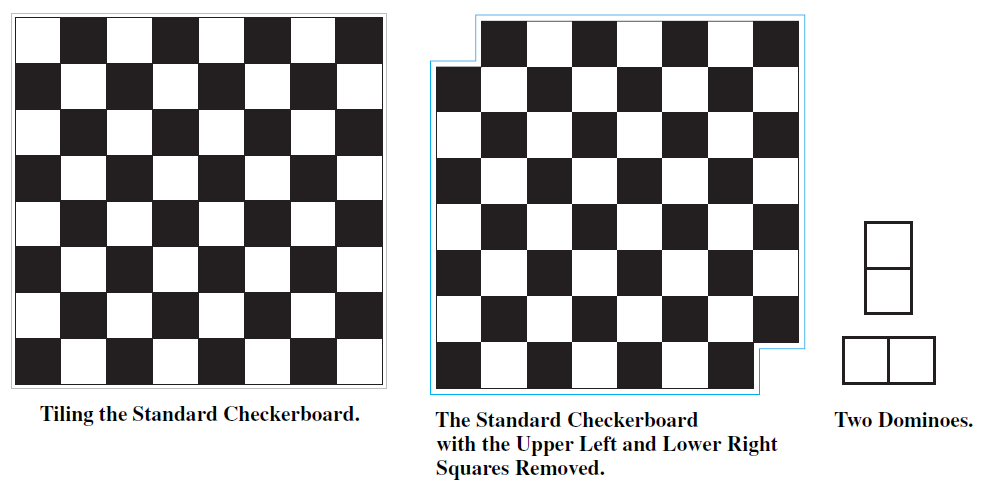 Tiling the Standard Checkerboard.
The Standard Checkerboard
with the Upper Left and Lower Right
Squares Removed.
Two Dominoes.